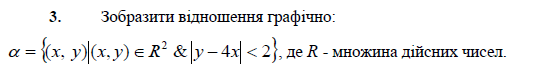 3. Зобразити відношення графічно:
α = {(x, y)|(x, y) ∈ R² & |y − 4x| < 2}, де R - множина дійсних чисел.